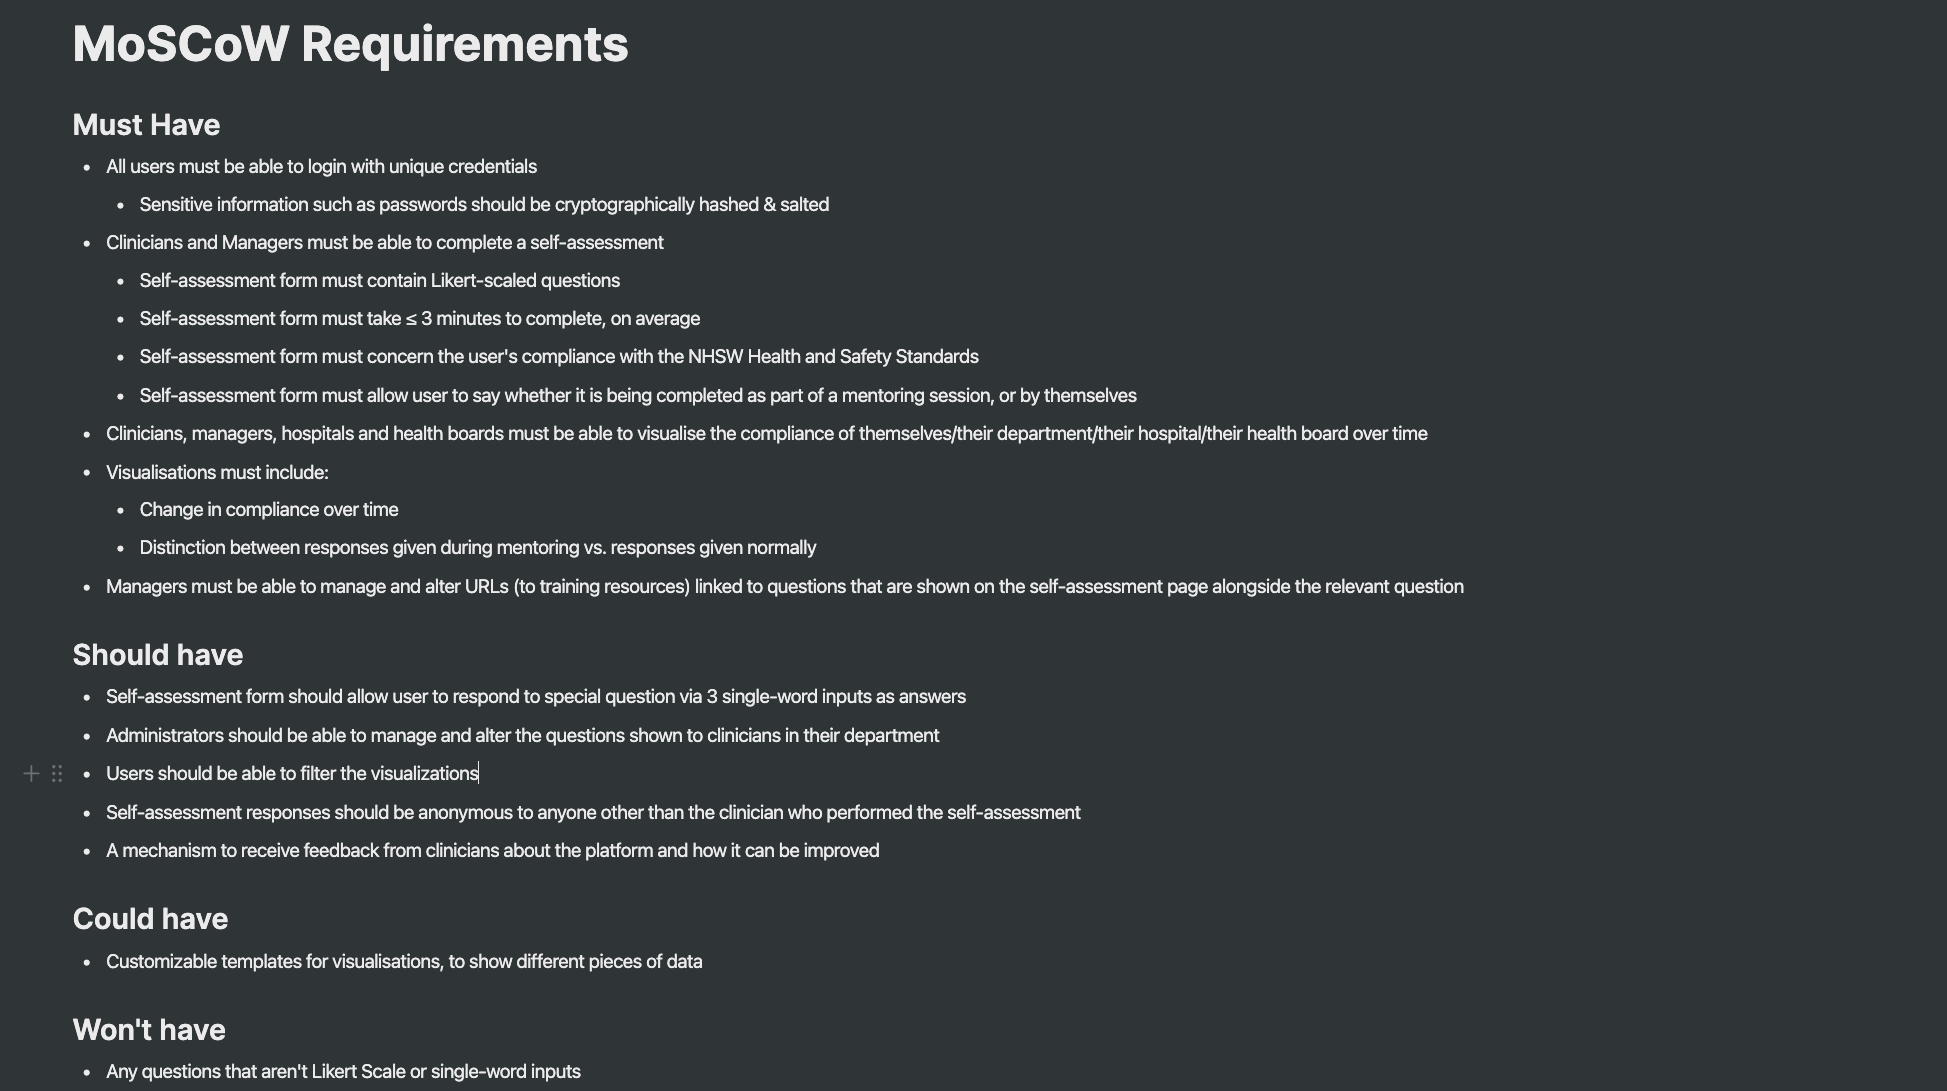 MoSCoW Requirements
Must Have
All users must be able to login with unique credentials
Sensitive information such as passwords should be cryptographically hashed & salted
Clinicians and Managers must be able to complete a self-assessment
Self-assessment form must contain Likert-scaled questions
Self-assessment form must take ≤ 3 minutes to complete, on average
Self-assessment form must concern the user's compliance with the NHSW Health and Safety Standards
Self-assessment form must allow user to say whether it is being completed as part of a mentoring session, or by themselves
Clinicians, managers, hospitals and health boards must be able to visualise the compliance of themselves/their department/their hospital/their health board over time
Visualisations must include:
Change in compliance over time
Distinction between responses given during mentoring vs. responses given normally
Managers must be able to manage and alter URLs (to training resources) linked to questions that are shown on the self-assessment page alongside the relevant question
Should have
Self-assessment form should allow user to respond to special question via 3 single-word inputs as answers
Administrators should be able to manage and alter the questions shown to clinicians in their department
Users should be able to filter the visualizations
Self-assessment responses should be anonymous to anyone other than the clinician who performed the self-assessment
A mechanism to receive feedback from clinicians about the platform and how it can be improved
Could have
Customizable templates for visualisations, to show different pieces of data
Won't have
Any questions that aren't Likert Scale or single-word inputs